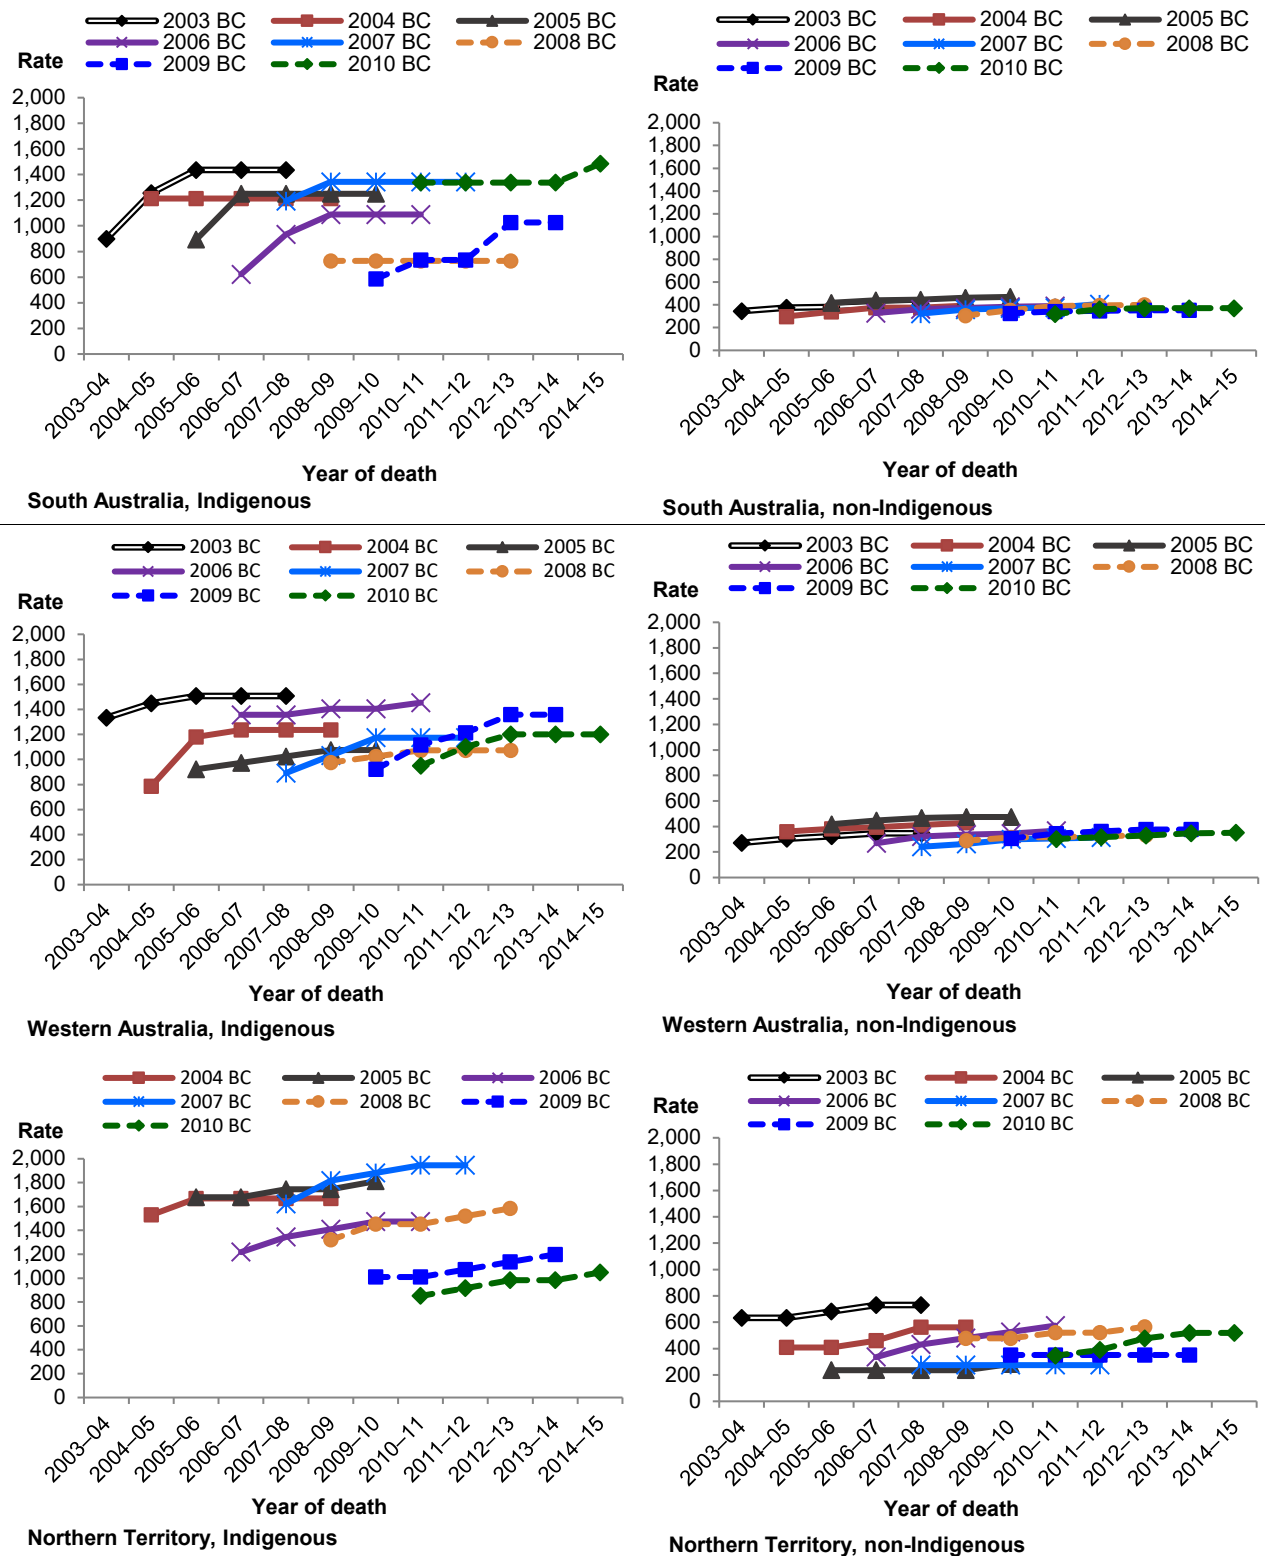 2003 BC 2004 BC 2005 BC
2006 BC 2007 BC 2008 BC
2009 BC 2010 BC
Rate
2,000
1,800
1,600
1,400
1,200
1,000
800
600
400
200
0
2003–04 2004–05 2005–06 2006–07 2007–08 2008–09 2009–10 2010–11 2011–12 2012–13 2013–14 2014–15
Year of death
South Australia, Indigenous
2003 BC 2004 BC 2005 BC
2006 BC 2007 BC 2008 BC
2009 BC 2010 BC
Rate
2,000
1,800
1,600
1,400
1,200
1,000
800
600
400
200
0
2003–04 2004–05 2005–06 2006–07 2007–08 2008–09 2009–10 2010–11 2011–12 2012–13 2013–14 2014–15
Year of death
South Australia, non-Indigenous
2003 BC 2004 BC 2005 BC
2006 BC 2007 BC 2008 BC
2009 BC 2010 BC
Rate
2,000
1,800
1,600
1,400
1,200
1,000
800
600
400
200
0
2003–04 2004–05 2005–06 2006–07 2007–08 2008–09 2009–10 2010–11 2011–12 2012–13 2013–14 2014–15
Year of death
Western Australia, Indigenous
2003 BC 2004 BC 2005 BC
2006 BC 2007 BC 2008 BC
2009 BC 2010 BC
Rate
2,000
1,800
1,600
1,400
1,200
1,000
800
600
400
200
0
2003–04 2004–05 2005–06 2006–07 2007–08 2008–09 2009–10 2010–11 2011–12 2012–13 2013–14 2014–15
Year of death
Western Australia, non-Indigenous
2004 BC 2005 BC 2006 BC
2007 BC 2008 BC 2009 BC
2010 BC
Rate
2,000
1,800
1,600
1,400
1,200
1,000
800
600
400
200
0
2003–04 2004–05 2005–06 2006–07 2007–08 2008–09 2009–10 2010–11 2011–12 2012–13 2013–14 2014–15
Year of death
Northern Territory, Indigenous
2003 BC 2004 BC 2005 BC
2006 BC 2007 BC 2008 BC
2009 BC 2010 BC
Rate
2,000
1,800
1,600
1,400
1,200
1,000
800
600
400
200
0
2003–04 2004–05 2005–06 2006–07 2007–08 2008–09 2009–10 2010–11 2011–12 2012–13 2013–14 2014–15
Year of death
Northern Territory, non-Indigenous